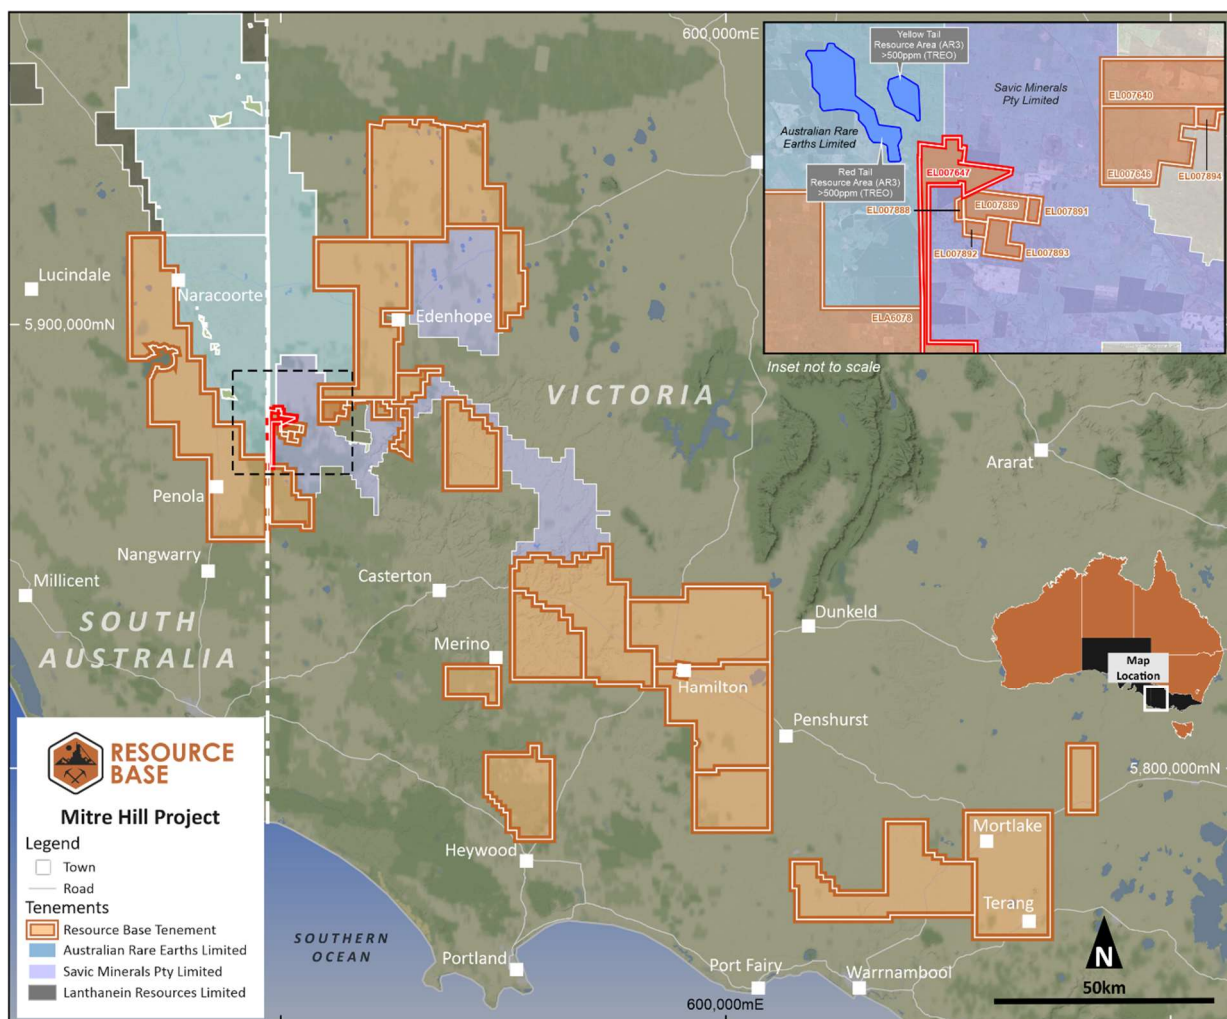 600,000mE
Yellow Tail
Resource Area (AR3)
>500ppm (TREO)
Savic Minerals
Pty Limited
EL007640
Australian Rare
Earths Limited
Red Tail
Resource Area (AR3)
>500ppm (TREO)
EL007647
EL007646
EL007894
EL007888
EL007889
EL007891
EL007892
EL007893
ELA6078
Inset not to scale
Lucindale
Naracoorte
5,900,000mN
Edenhope
VICTORIA
Ararat
Penola
Nangwarry
Millicent
Casterton
SOUTH
AUSTRALIA
Merino
Dunkeld
Hamilton
Penshurst
Map
Location
5,800,000mN
Mortlake
Heywood
Terang
SOUTHERN
OCEAN
Portland
Port Fairy
Warrnambool
600,000mE
N
50km
RESOURCE
BASE
Mitre Hill Project
Legend
Town
Road
Tenements
Resource Base Tenement
Australian Rare Earths Limited
Savic Minerals Pty Limited
Lanthanein Resources Limited